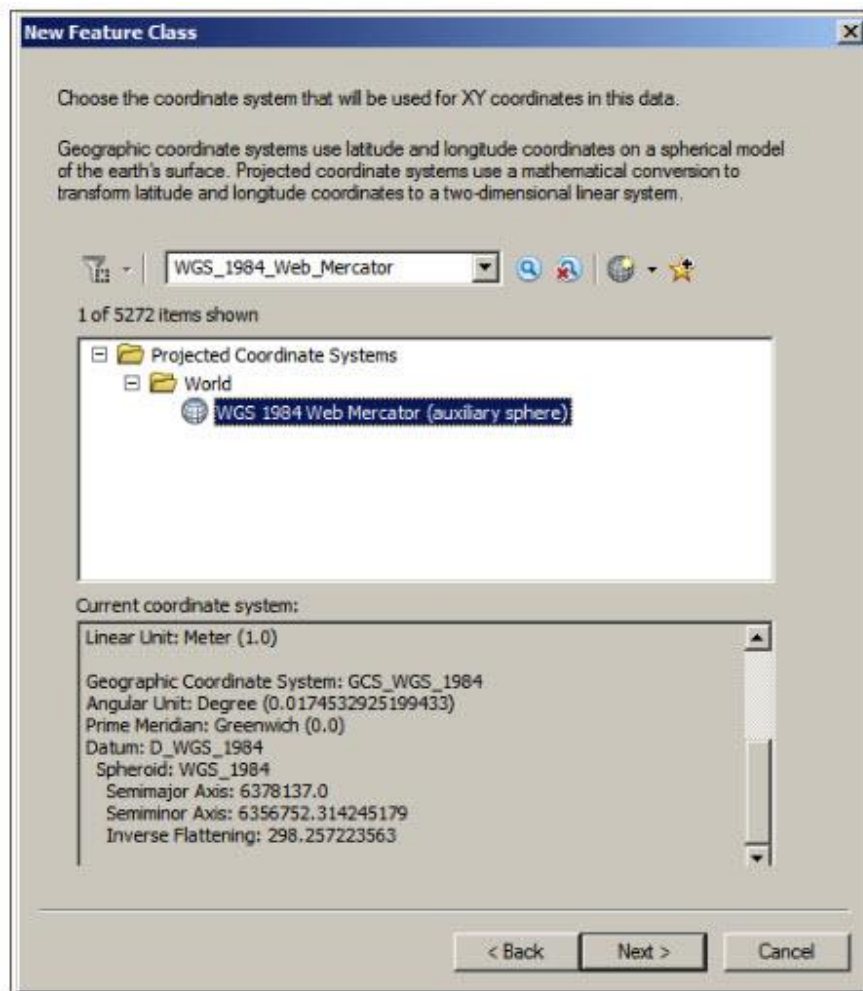 New Feature Class
Choose the coordinate system that will be used for XY coordinates in this data.
Geographic coordinate systems use latitude and longitude coordinates on a spherical model
of the earth's surface. Projected coordinate systems use a mathematical conversion to
transform latitude and longitude coordinates to a two-dimensional linear system.
WGS_1984_Web_Mercator
1 of 5272 items shown
Projected Coordinate Systems
World
WGS 1984 Web Mercator (auxiliary sphere)
Current coordinate system:
Linear Unit: Meter (1.0)
Geographic Coordinate System: GCS_WGS_1984
Angular Unit: Degree (0.0174532925199433)
Prime Meridian: Greenwich (0.0)
Datum: D_WGS_1984
Spheroid: WGS_1984
Semimajor Axis: 6378137.0
Semiminor Axis: 6356752.314245179
Inverse Flattening: 298.257223563
< Back
Next >
Cancel